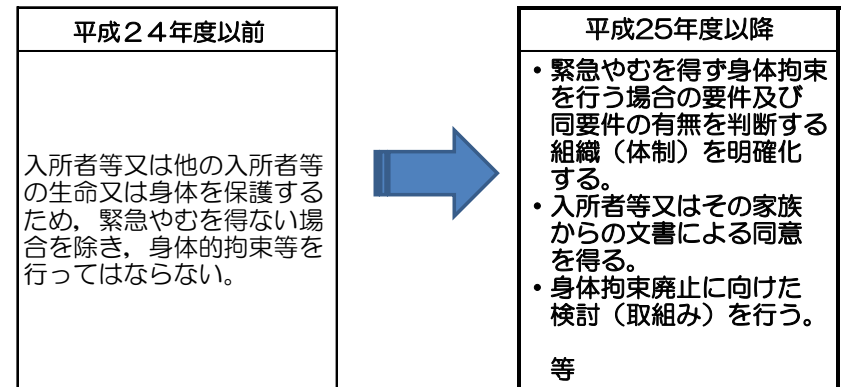 平成２４年度以前
入所者等又は他の入所者等
の生命又は身体を保護する
ため，緊急やむを得ない場
合を除き，身体的拘束等を
行ってはならない。
平成25年度以降
・緊急やむを得ず身体拘束
を行う場合の要件及び
同要件の有無を判断する
組織（体制）を明確化
する。
・入所者等又はその家族
からの文書による同意
を得る。
・身体拘束廃止に向けた
検討（取組み）を行う。
等